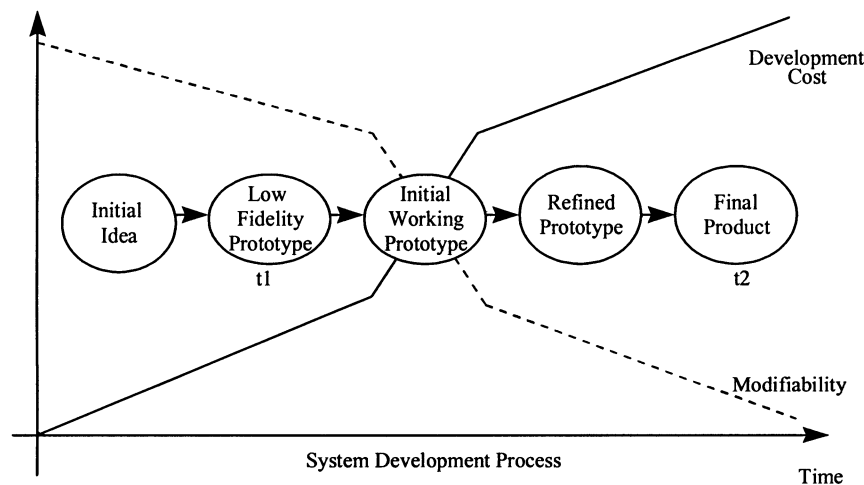 Development
Cost
Initial
Idea
Low
Fidelity
Prototype
t1
Initial
Working
Prototype
Refined
Prototype
Final
Product
t2
Modifiability
System Development Process
Time